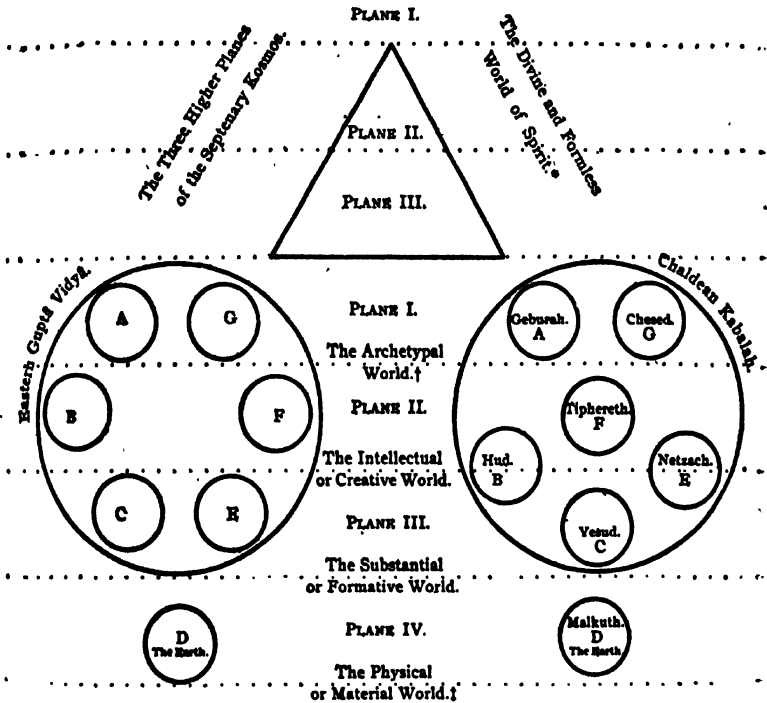 PLANE I.
The Three Higher Planes
of the Septenary Kosmos.
The Divine and Formless
World of Spirit.*
PLANE II.
PLANE III.
Eastern Guptâ Vidyâ.
Chaldean Kabalah.
A
G
PLANE I.
Geburah.
A
Chesed.
G
The Archetypal
World.†
B
F
PLANE II.
Tiphereth.
F
The Intellectual
or Creative World.
Hud.
B
Netzach.
E
C
E
PLANE III.
Yesud.
C
The Substantial
or Formative World.
D
The Earth.
PLANE IV.
Malkuth.
D
The Earth
The Physical
or Material World.‡